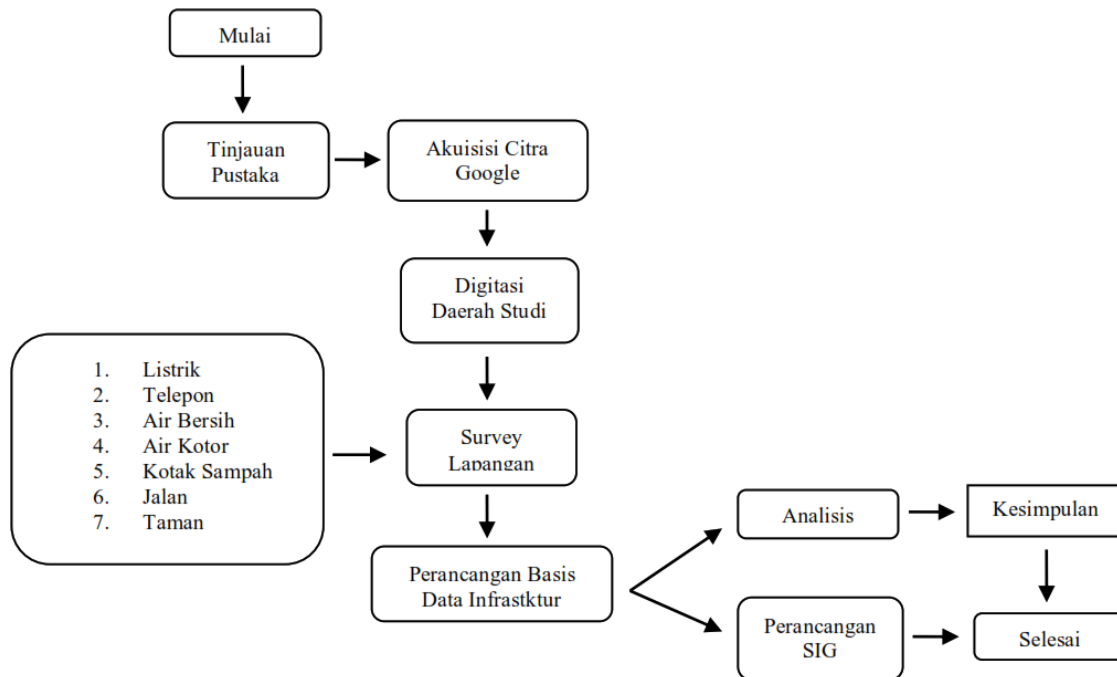 Mulai
Tinjauan
Pustaka
Akuisisi Citra
Google
Digitasi
Daerah Studi
1. Listrik
2. Telepon
3. Air Bersih
4. Air Kotor
5. Kotak Sampah
6. Jalan
7. Taman
Survey
Lapangan
Perancangan Basis
Data Infrastktur
Analisis
Kesimpulan
Perancangan
SIG
Selesai